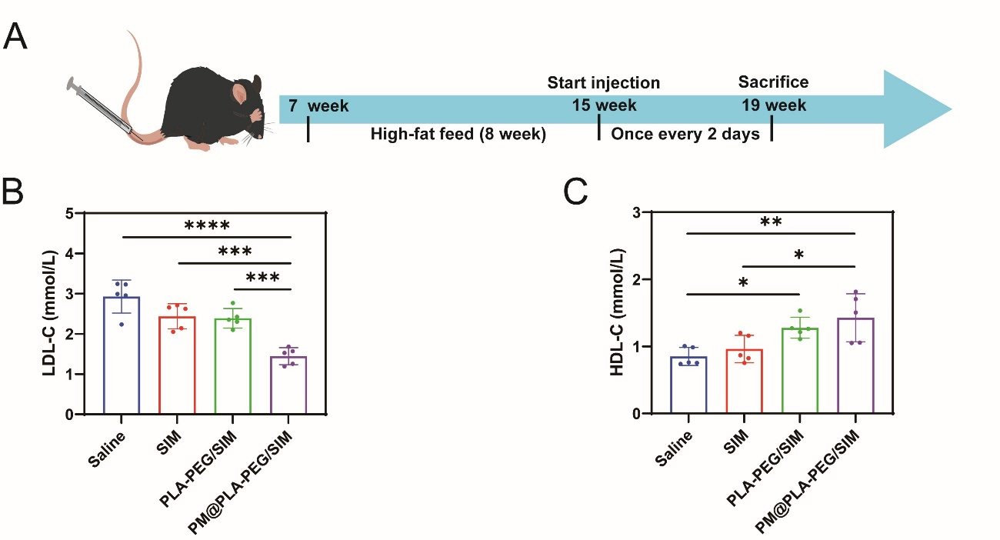 A
Start injection
Sacrifice
7 week
15 week
19 week
High-fat feed (8 week)
Once every 2 days
B
LDL-C (mmol/L)
5
4
3
2
1
0
****
***
***
Saline
SIM
PLA-PEG/SIM
PM@PLA-PEG/SIM
C
HDL-C (mmol/L)
3
2
1
0
**
*
*
Saline
SIM
PLA-PEG/SIM
PM@PLA-PEG/SIM